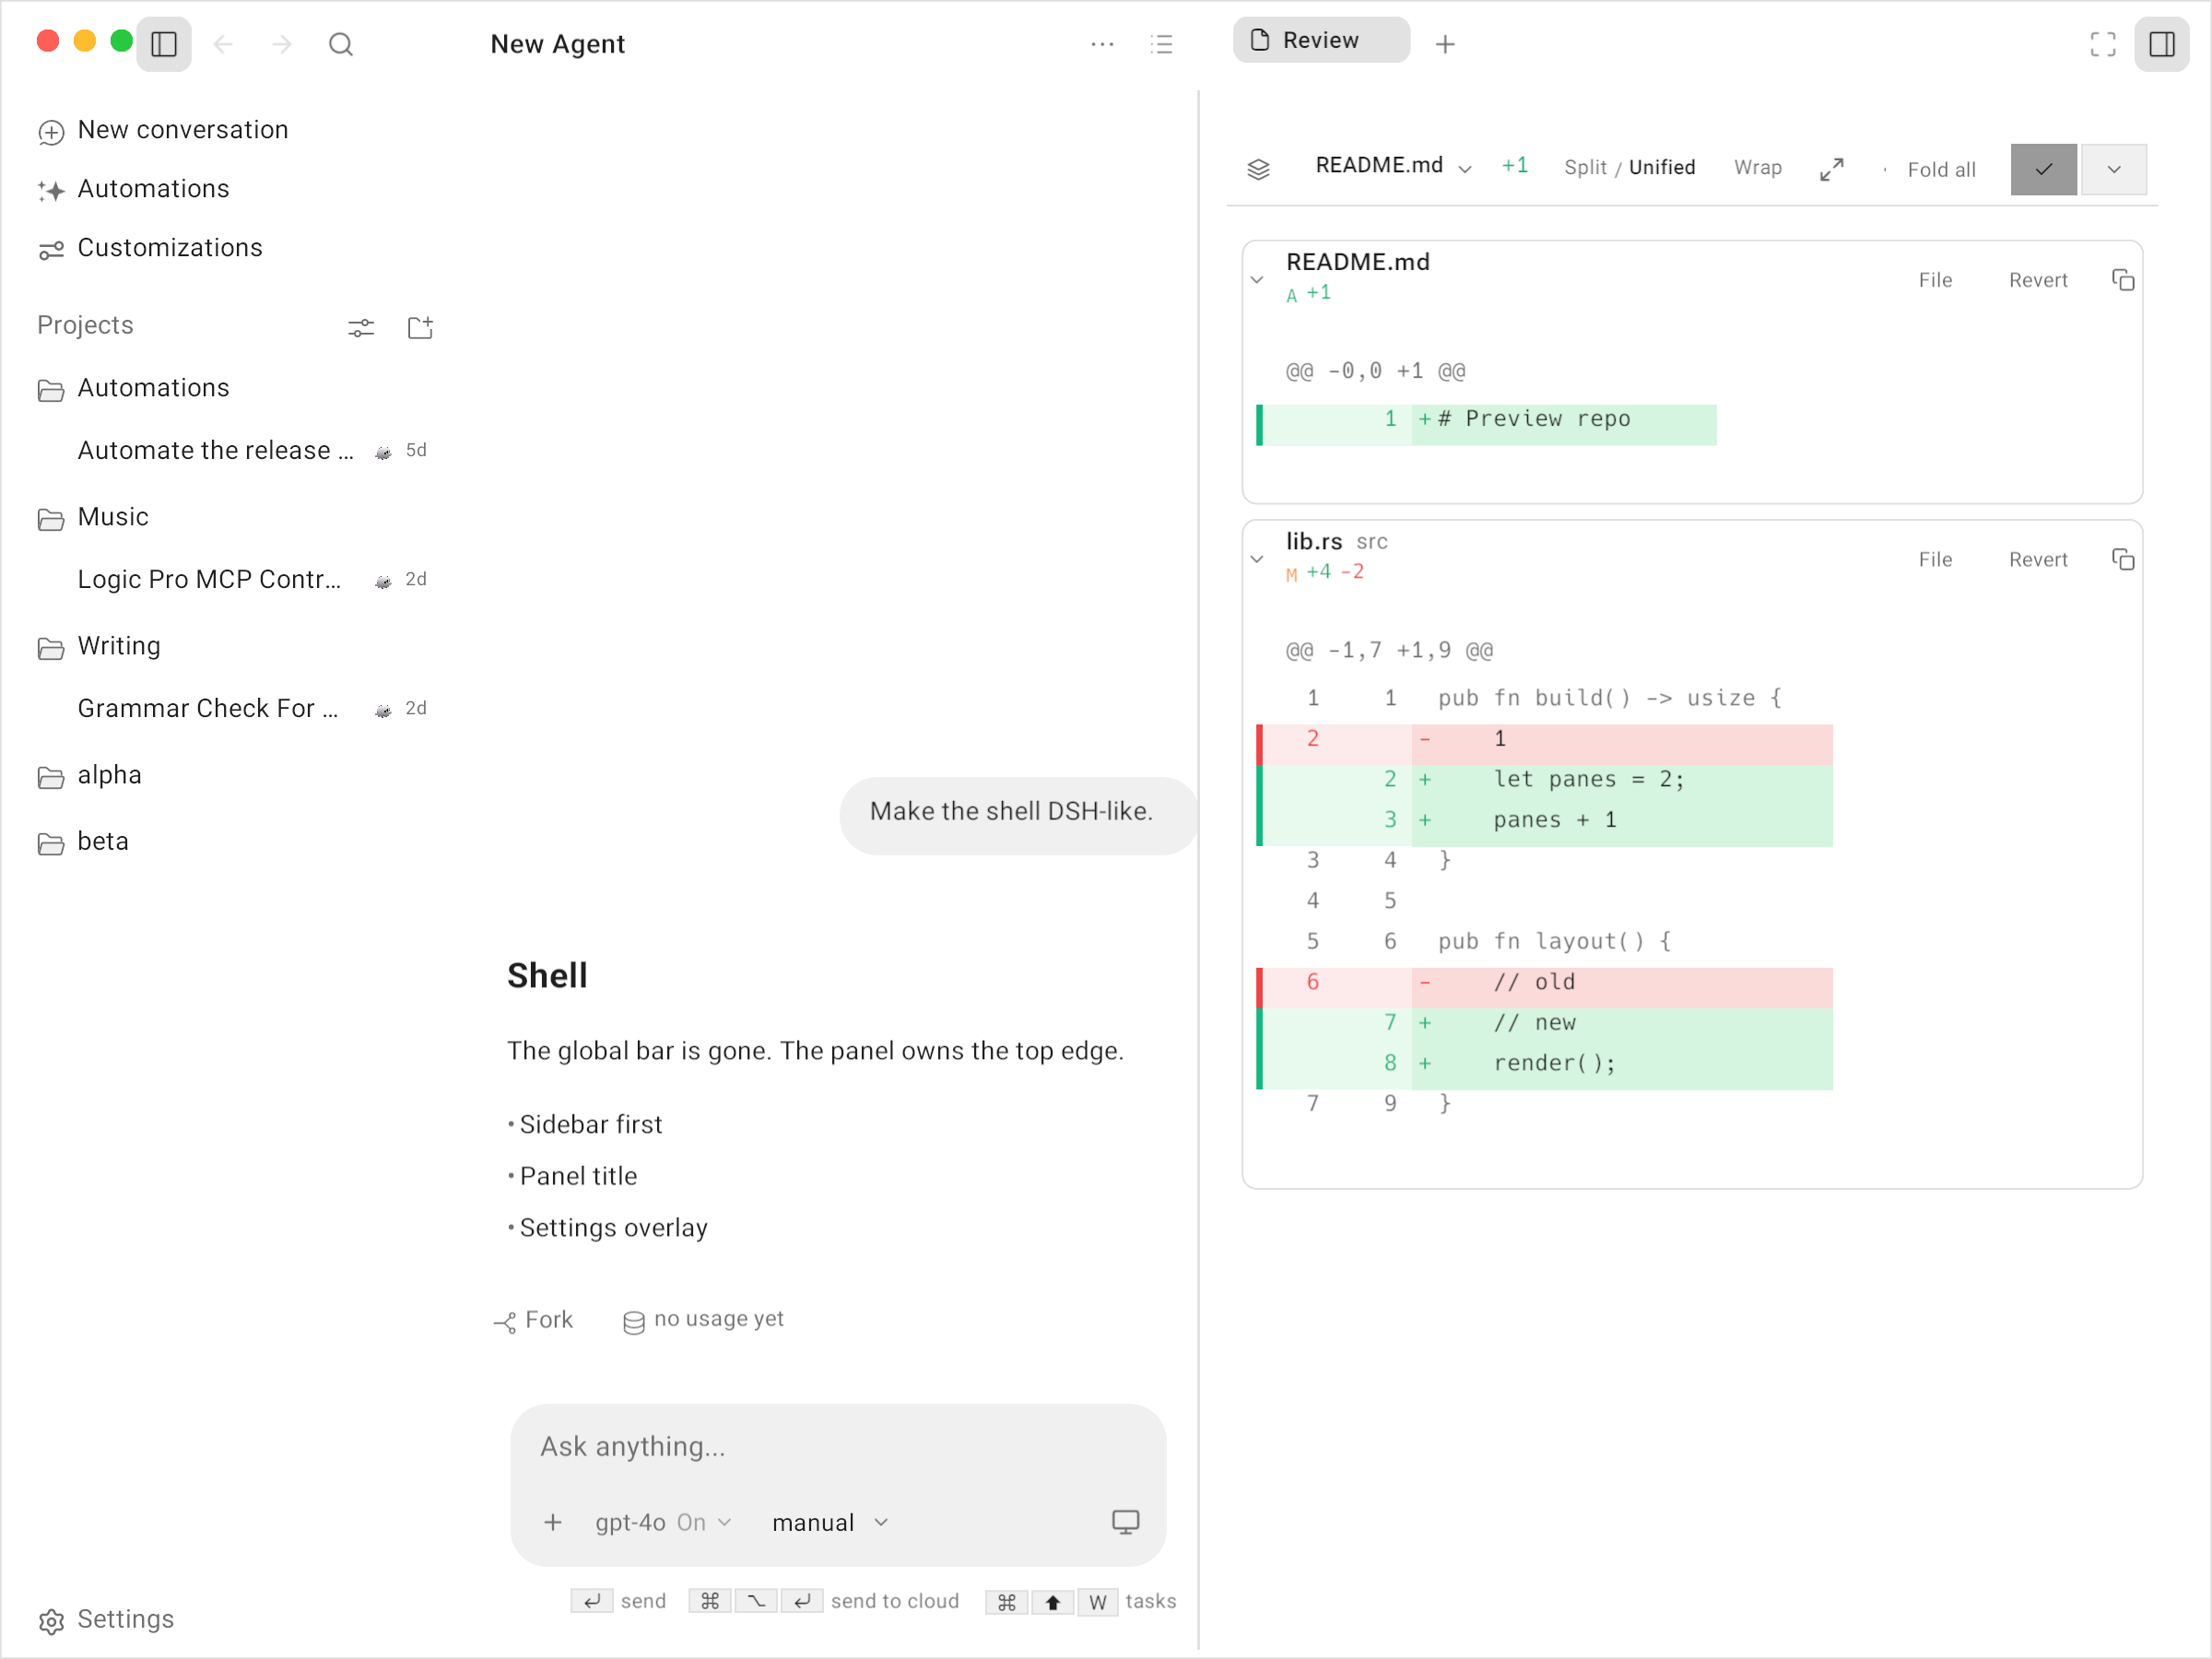 New Agent
New conversation
Automations
Customizations
Projects
Automations
Automate the release ...
5d
Music
Logic Pro MCP Contr...
2d
Writing
Grammar Check For ...
2d
alpha
beta
Settings
Make the shell DSH-like.
Shell
The global bar is gone. The panel owns the top edge.
• Sidebar first
• Panel title
• Settings overlay
Fork
no usage yet
Ask anything...
gpt-4o On
manual
send
send to cloud
W tasks
Review
README.md +1 Split / Unified Wrap Fold all
README.md
A +1
File Revert
@@ -0,0 +1 @@
1 +# Preview repo
lib.rs src
M +4 -2
File Revert
@@ -1,7 +1,9 @@
1 1 pub fn build() -> usize {
2 - 1
2 + let panes = 2;
3 + panes + 1
3 4 }
4 5
5 6 pub fn layout() {
6 - // old
7 + // new
8 + render();
7 9 }